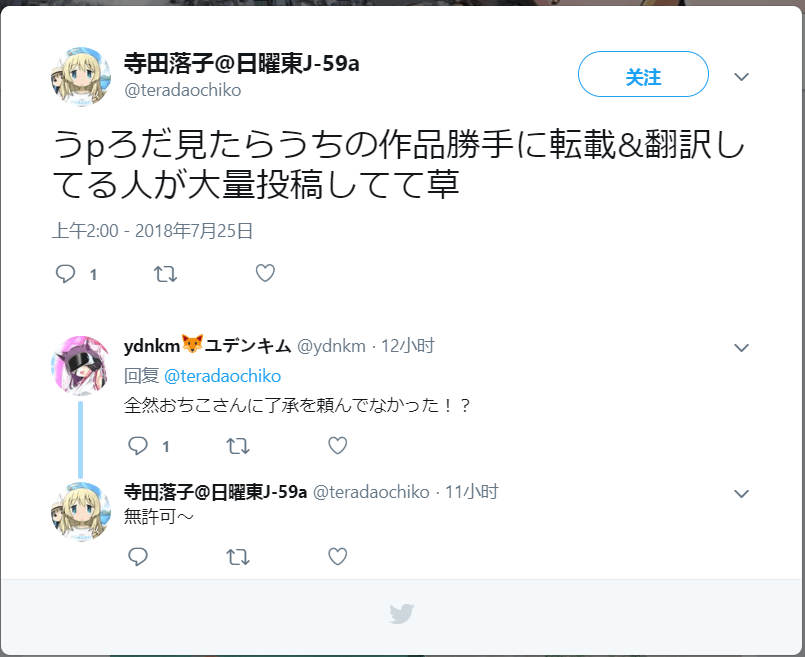 寺田落子@日曜東J-59a
@teradaochiko
关注
うpろだ見たらうちの作品勝手に転載&翻訳し
てる人が大量投稿してて草
上午2:00 - 2018年7月25日
1
ydnkm🦊ユデンキム @ydnkm · 12小时
回复 @teradaochiko
全然おちこさんに了承を頼んでなかった！？
1
寺田落子@日曜東J-59a @teradaochiko · 11小时
無許可～